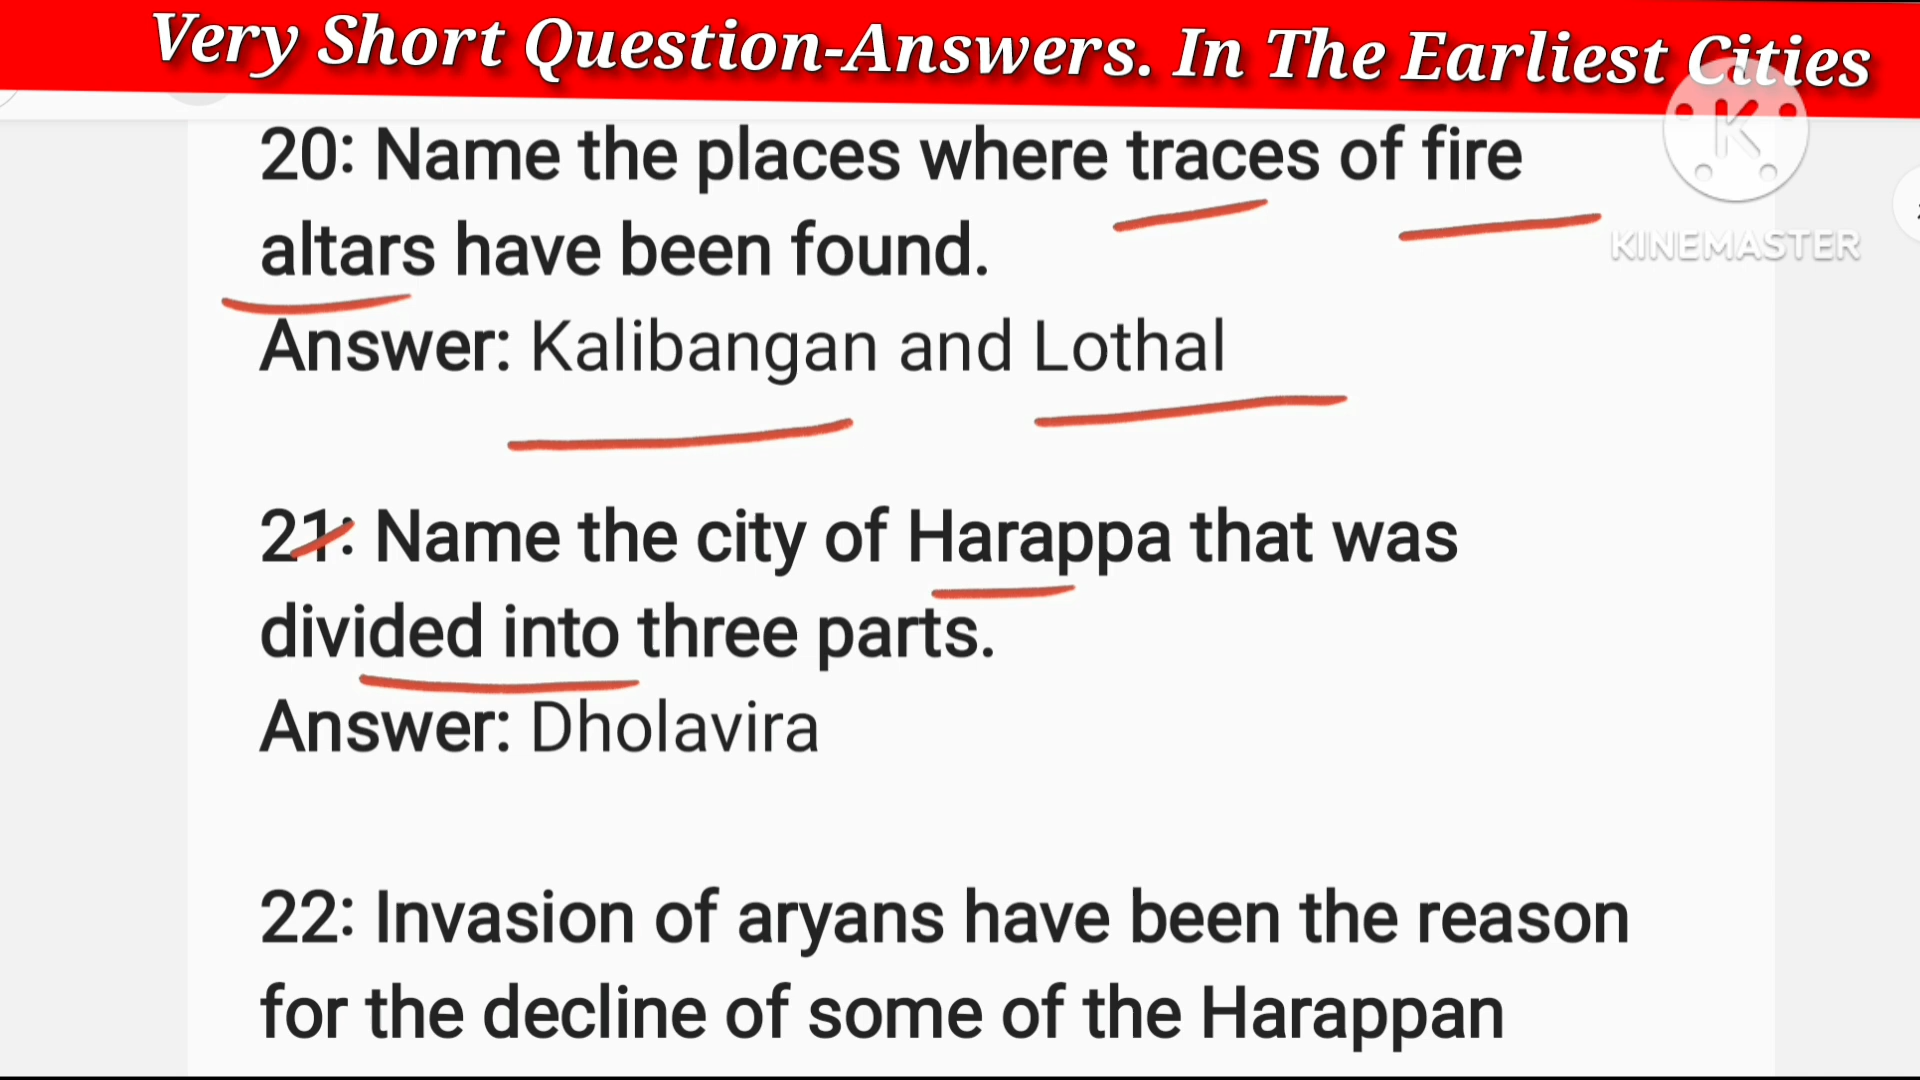 Very Short Question-Answers. In The Earliest Cities
K
KINEMASTER
20: Name the places where traces of fire
altars have been found.
Answer: Kalibangan and Lothal
21: Name the city of Harappa that was
divided into three parts.
Answer: Dholavira
22: Invasion of aryans have been the reason
for the decline of some of the Harappan